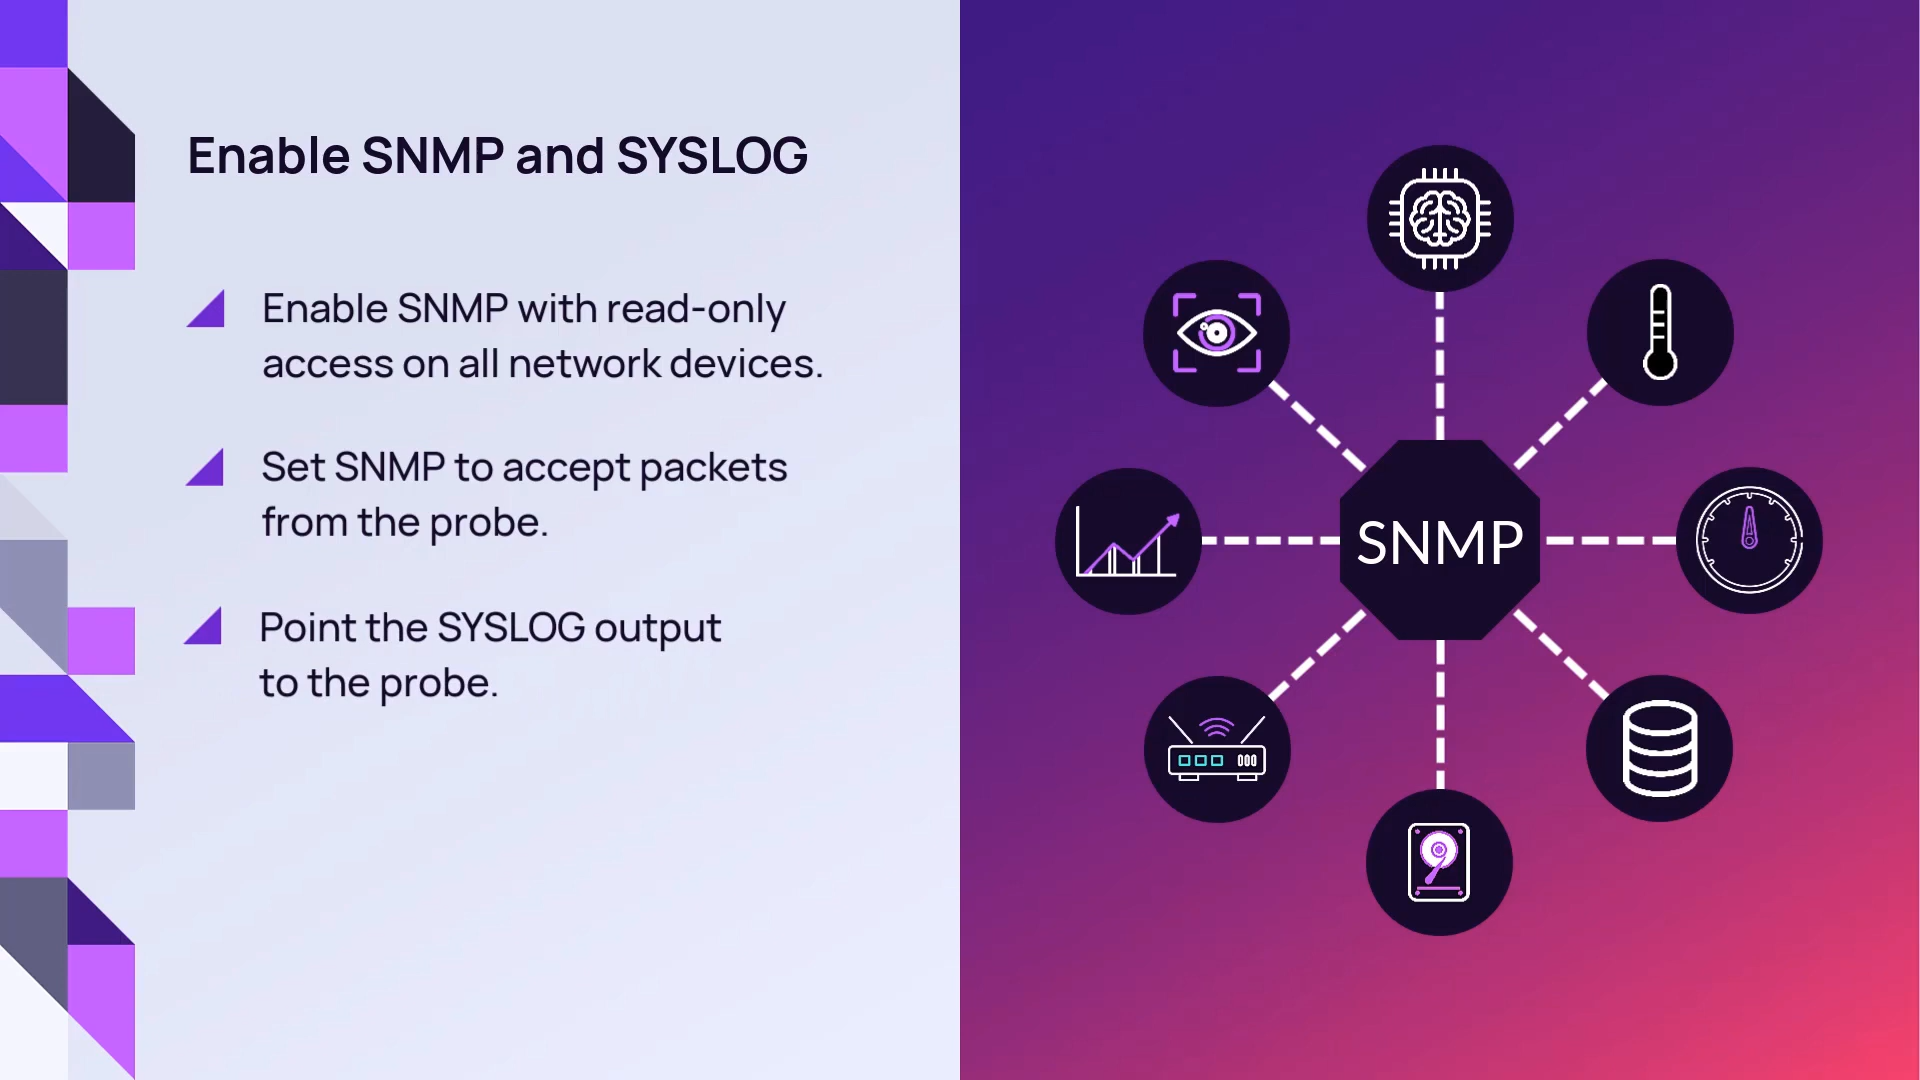 Enable SNMP and SYSLOG
Enable SNMP with read-only
access on all network devices.
Set SNMP to accept packets
from the probe.
Point the SYSLOG output
to the probe.
SNMP